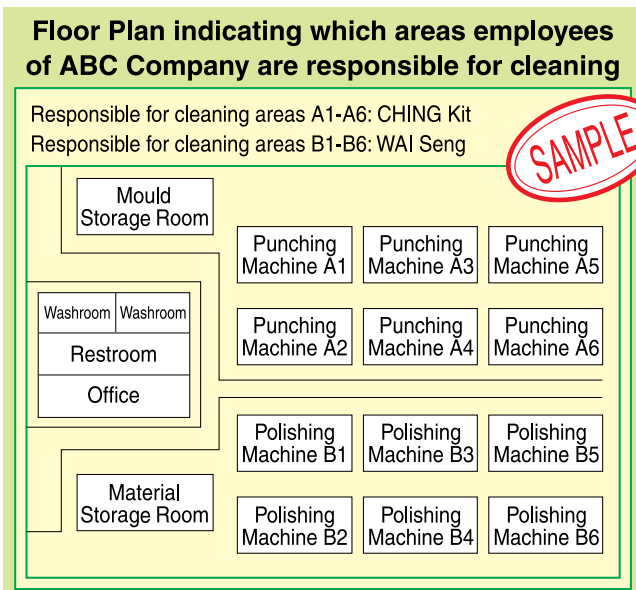 Floor Plan indicating which areas employees
of ABC Company are responsible for cleaning
Responsible for cleaning areas A1-A6: CHING Kit
Responsible for cleaning areas B1-B6: WAI Seng
SAMPLE
Mould
Storage Room
Punching
Machine A1
Punching
Machine A3
Punching
Machine A5
Washroom
Washroom
Restroom
Office
Punching
Machine A2
Punching
Machine A4
Punching
Machine A6
Polishing
Machine B1
Polishing
Machine B3
Polishing
Machine B5
Material
Storage Room
Polishing
Machine B2
Polishing
Machine B4
Polishing
Machine B6